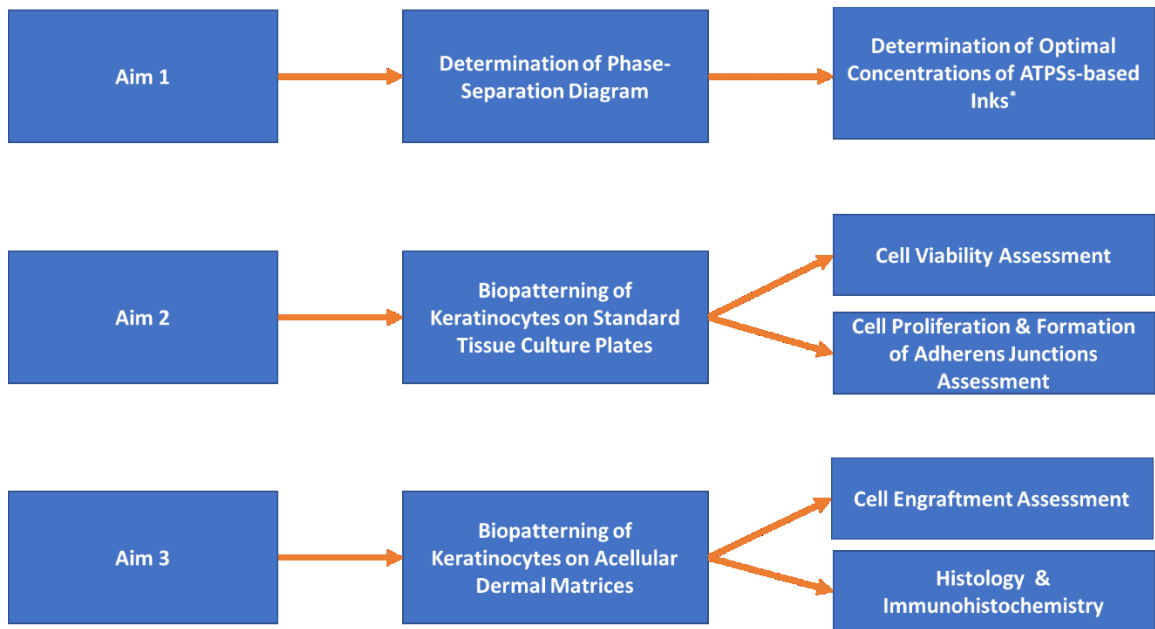 Aim 1
Determination of Phase-
Separation Diagram
Determination of Optimal
Concentrations of ATPSs-based
Inks*
Aim 2
Biopatterning of
Keratinocytes on Standard
Tissue Culture Plates
Cell Viability Assessment
Cell Proliferation & Formation
of Adherens Junctions
Assessment
Aim 3
Biopatterning of
Keratinocytes on Acellular
Dermal Matrices
Cell Engraftment Assessment
Histology & 
Immunohistochemistry